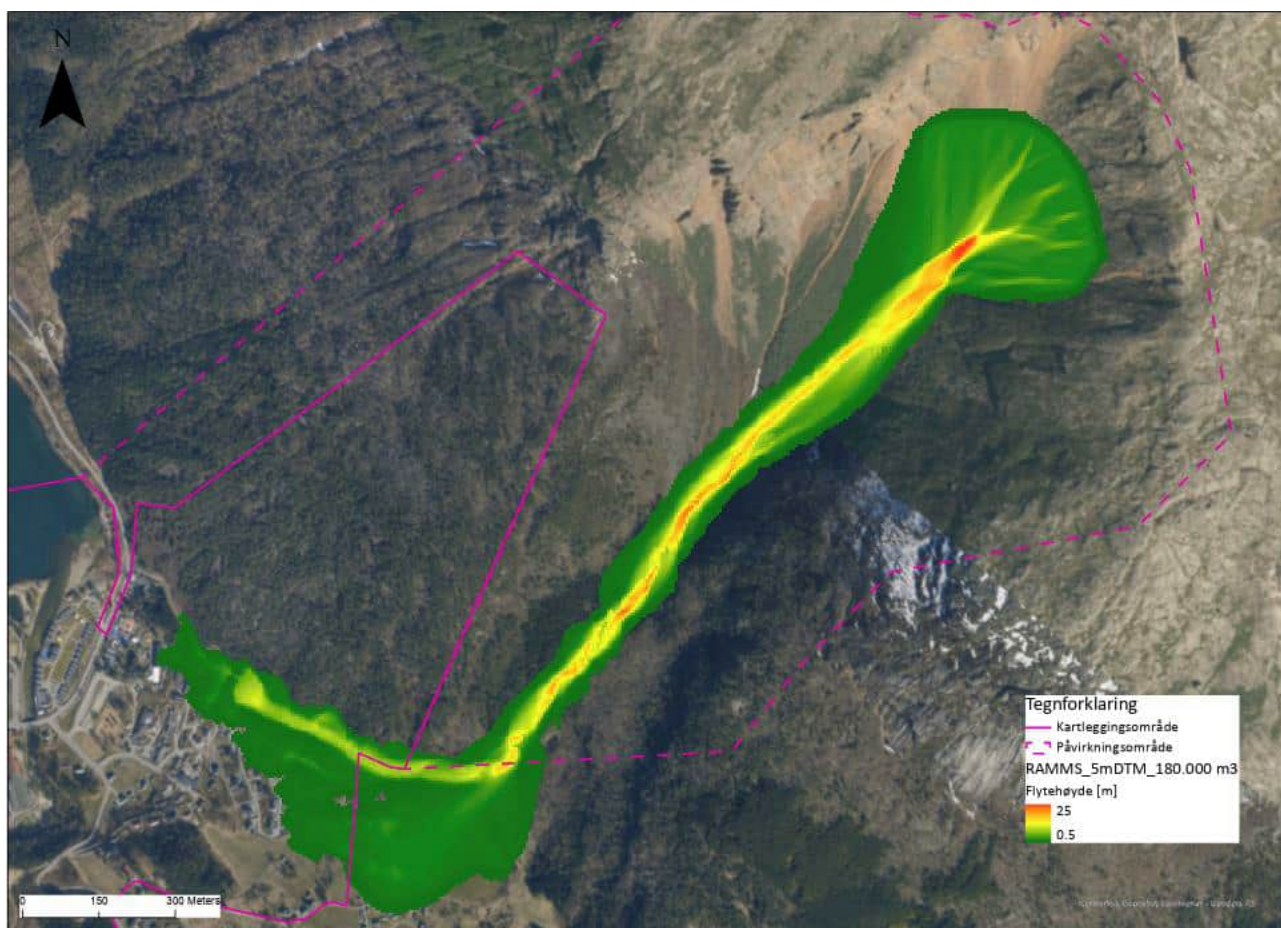 N
Tegnforklaring
Kartleggingsområde
Påvirkningsområde
RAMMS_5mDTM_180.000 m3
Flytehøyde [m]
25
0.5
0 150 300 Meters